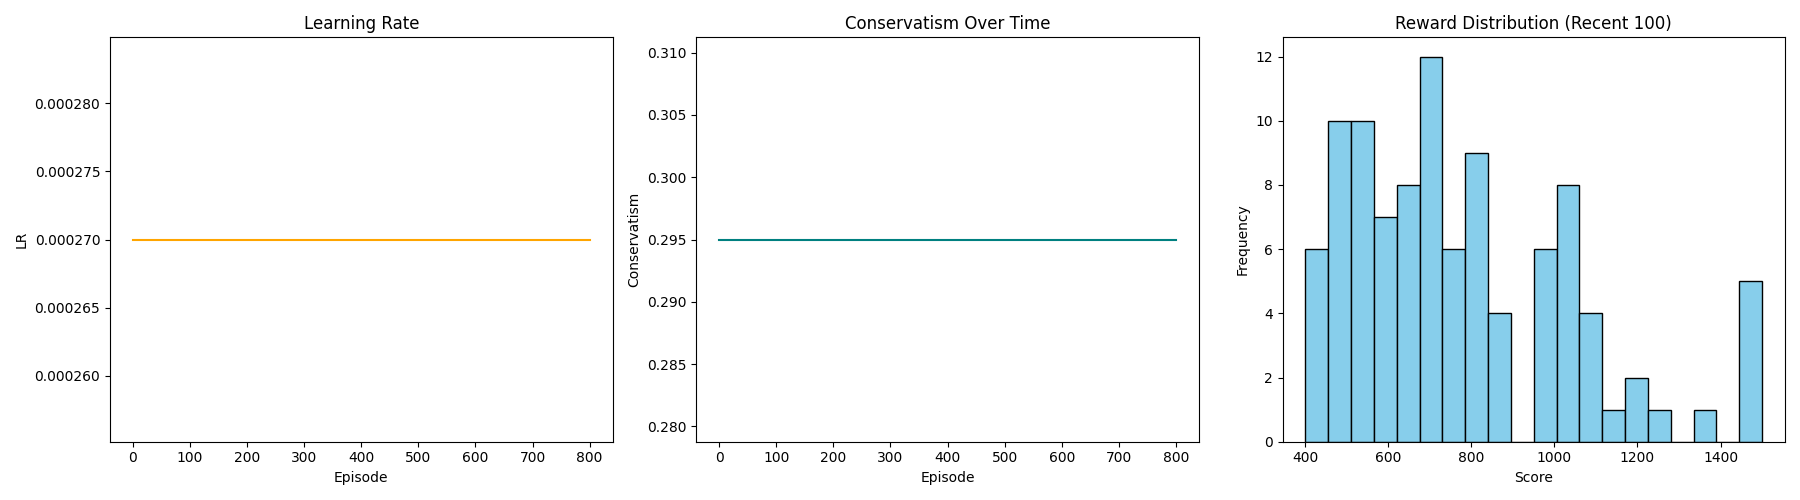 Learning Rate
0.000280
0.000275
0.000270
0.000265
0.000260
LR
0 100 200 300 400 500 600 700 800
Episode
Conservatism Over Time
0.310
0.305
0.300
0.295
0.290
0.285
0.280
Conservatism
0 100 200 300 400 500 600 700 800
Episode
Reward Distribution (Recent 100)
12
10
8
6
4
2
0
Frequency
400 600 800 1000 1200 1400
Score